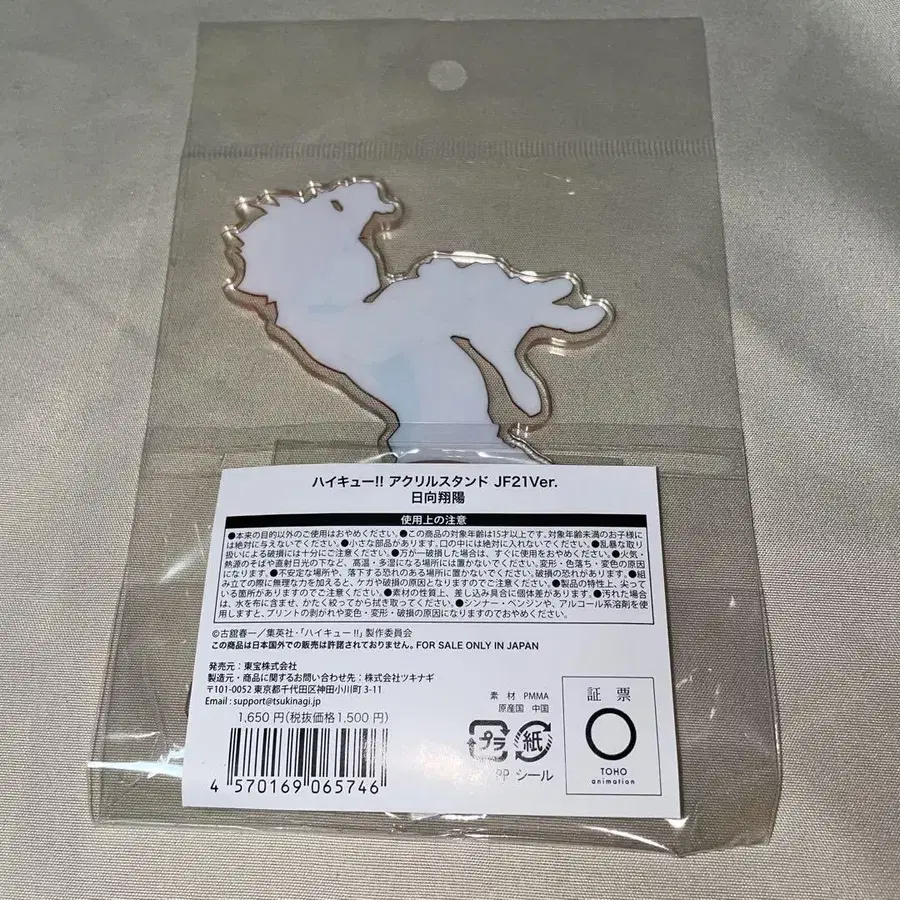 ハイキュー!! アクリルスタンド JF21Ver.
日向翔陽
使用上の注意
●本来の目的以外のご使用はおやめください。●この商品の対象年齢は15才以上です。対象年齢未満のお子様に
は絶対に与えないでください。●小さな部品があります。口の中には絶対に入れないでください。●乱暴な取り
扱いによる破損には十分にご注意ください。●万が一破損した場合は、すぐに使用をおやめください。●火気・
熱源のそばや直射日光の下など、高温・多湿になる場所には置かないでください。変形・色落ち・変色の原因
になります。●不安定な場所や、落下する恐れのある場所に置かないでください。破損の恐れがあります。●組
み立ての際に無理な力を加えると、ケガや破損の原因となりますのでご注意ください。●製品の特性上、尖って
いる箇所がありますのでご注意ください。●素材の性質上、差し込み具合に個体差があります。●汚れた場合
は、水を布に含ませ、かたく絞ってから拭き取ってください。●シンナー・ベンジンや、アルコール系溶剤を使
用しますと、プリントの剥がれや変色・変形・破損の原因になりますのでおやめください。
©古舘春一／集英社・「ハイキュー!!」製作委員会
この商品は日本国外での販売は許諾されておりません。FOR SALE ONLY IN JAPAN
発売元：東宝株式会社
製造元・商品に関するお問い合わせ先：株式会社ツキナギ
〒101-0052 東京都千代田区神田小川町 3-11
Email : support@tsukinagi.jp
1,650円(税抜価格1,500円)
4 570169 065746
素 材 PMMA
原産国 中国
プラ 紙
PP シール
証 票
TOHO
animation